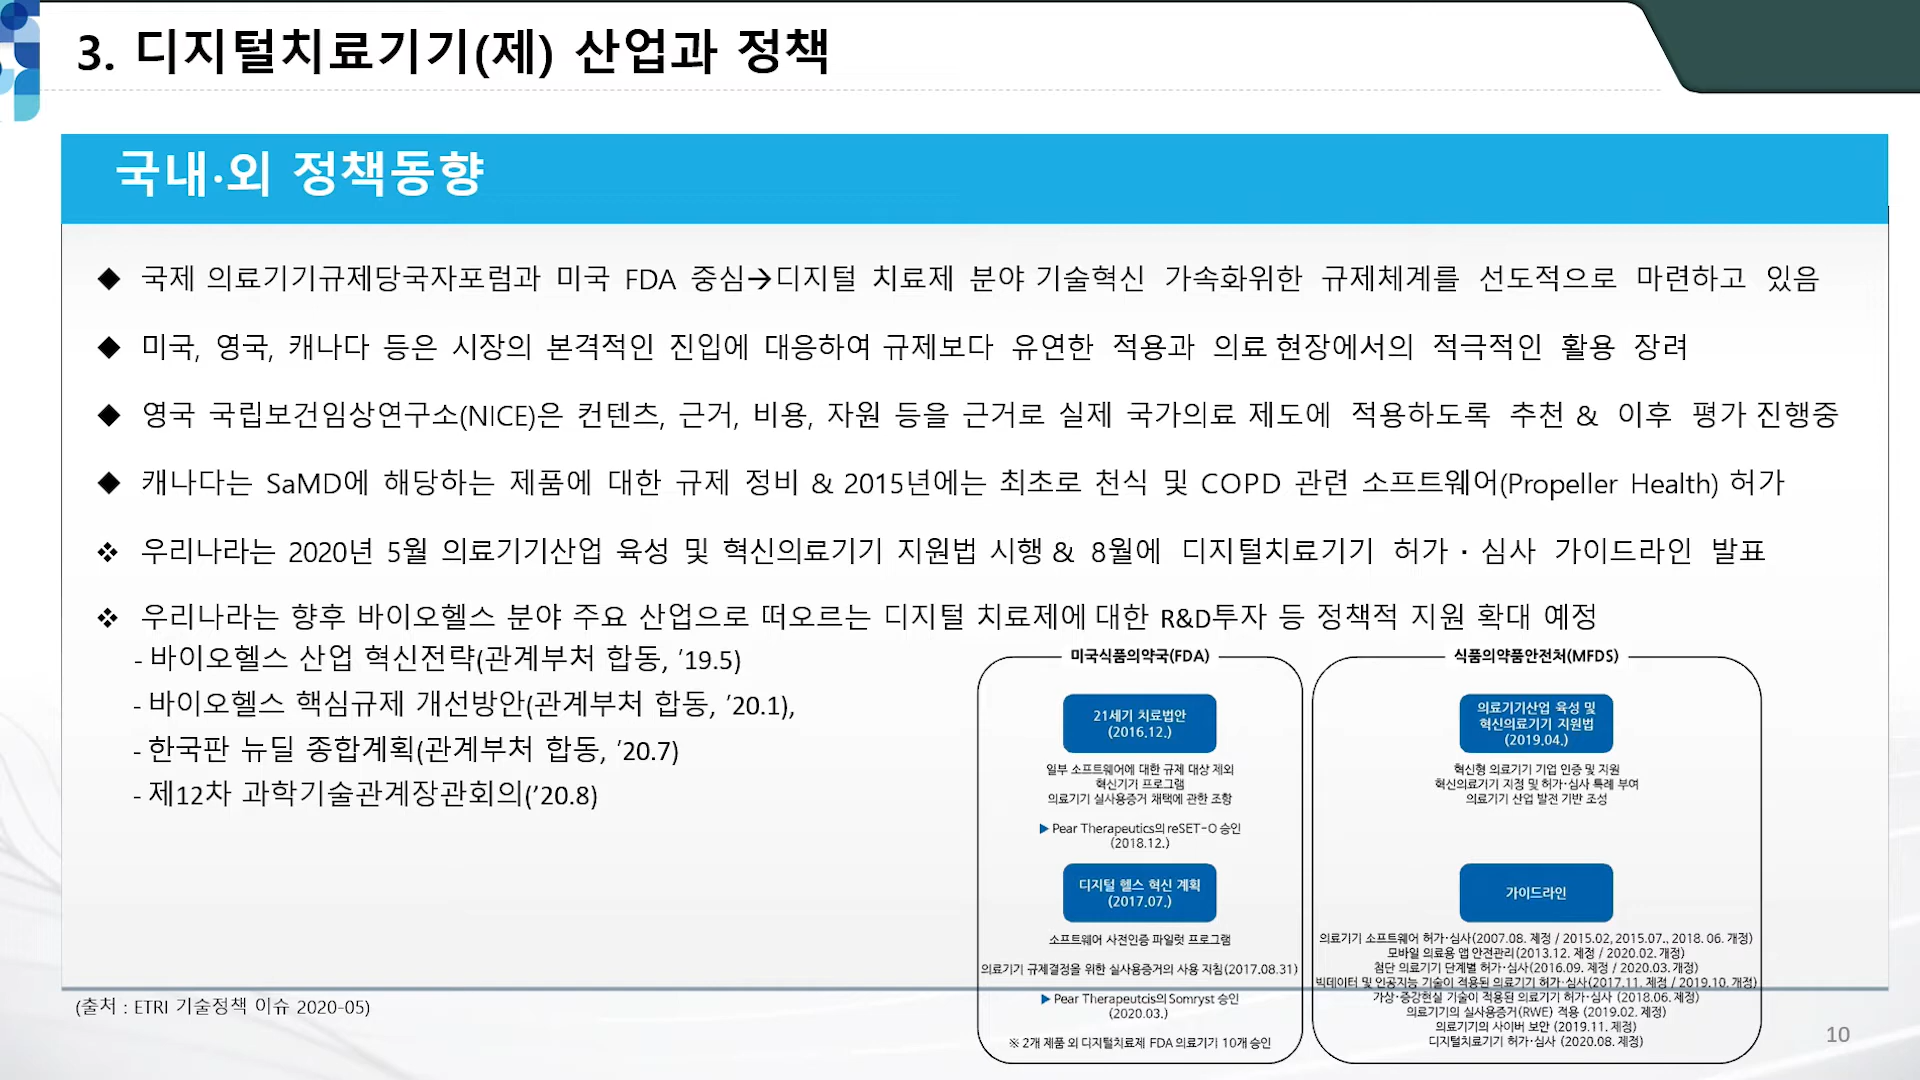 3. 디지털치료기기(제) 산업과 정책
국내·외 정책동향
◆ 국제 의료기기규제당국자포럼과 미국 FDA 중심→디지털 치료제 분야 기술혁신 가속화위한 규제체계를 선도적으로 마련하고 있음
◆ 미국, 영국, 캐나다 등은 시장의 본격적인 진입에 대응하여 규제보다 유연한 적용과 의료 현장에서의 적극적인 활용 장려
◆ 영국 국립보건임상연구소(NICE)은 컨텐츠, 근거, 비용, 자원 등을 근거로 실제 국가의료 제도에 적용하도록 추천 & 이후 평가 진행중
◆ 캐나다는 SaMD에 해당하는 제품에 대한 규제 정비 & 2015년에는 최초로 천식 및 COPD 관련 소프트웨어(Propeller Health) 허가
❖ 우리나라는 2020년 5월 의료기기산업 육성 및 혁신의료기기 지원법 시행 & 8월에 디지털치료기기 허가·심사 가이드라인 발표
❖ 우리나라는 향후 바이오헬스 분야 주요 산업으로 떠오르는 디지털 치료제에 대한 R&D투자 등 정책적 지원 확대 예정
- 바이오헬스 산업 혁신전략(관계부처 합동, ’19.5)
- 바이오헬스 핵심규제 개선방안(관계부처 합동, ’20.1),
- 한국판 뉴딜 종합계획(관계부처 합동, ’20.7)
- 제12차 과학기술관계장관회의(’20.8)
미국식품의약국(FDA)
21세기 치료법안
(2016.12.)
일부 소프트웨어에 대한 규제 대상 제외
혁신기기 프로그램
의료기기 실사용증거 채택에 관한 조항
▶ Pear Therapeutics의 reSET-O 승인
(2018.12.)
디지털 헬스 혁신 계획
(2017.07.)
소프트웨어 사전인증 파일럿 프로그램
의료기기 규제결정을 위한 실사용증거의 사용 지침(2017.08.31)
▶ Pear Therapeutcis의 Somryst 승인
(2020.03.)
※ 2개 제품 외 디지털치료제 FDA 의료기기 10개 승인
식품의약품안전처(MFDS)
의료기기산업 육성 및
혁신의료기기 지원법
(2019.04.)
혁신형 의료기기 기업 인증 및 지원
혁신의료기기 지정 및 허가·심사 특례 부여
의료기기 산업 발전 기반 조성
가이드라인
의료기기 소프트웨어 허가·심사(2007.08. 제정 / 2015.02, 2015.07., 2018. 06. 개정)
모바일 의료용 앱 안전관리(2013.12. 제정 / 2020.02. 개정)
첨단 의료기기 단계별 허가·심사(2016.09. 제정 / 2020.03. 개정)
빅데이터 및 인공지능 기술이 적용된 의료기기 허가·심사(2017.11. 제정 / 2019.10. 개정)
가상·증강현실 기술이 적용된 의료기기 허가·심사 (2018.06. 제정)
의료기기의 실사용증거(RWE) 적용 (2019.02. 제정)
의료기기의 사이버 보안 (2019.11. 제정)
디지털치료기기 허가·심사 (2020.08. 제정)
(출처 : ETRI 기술정책 이슈 2020-05)
10